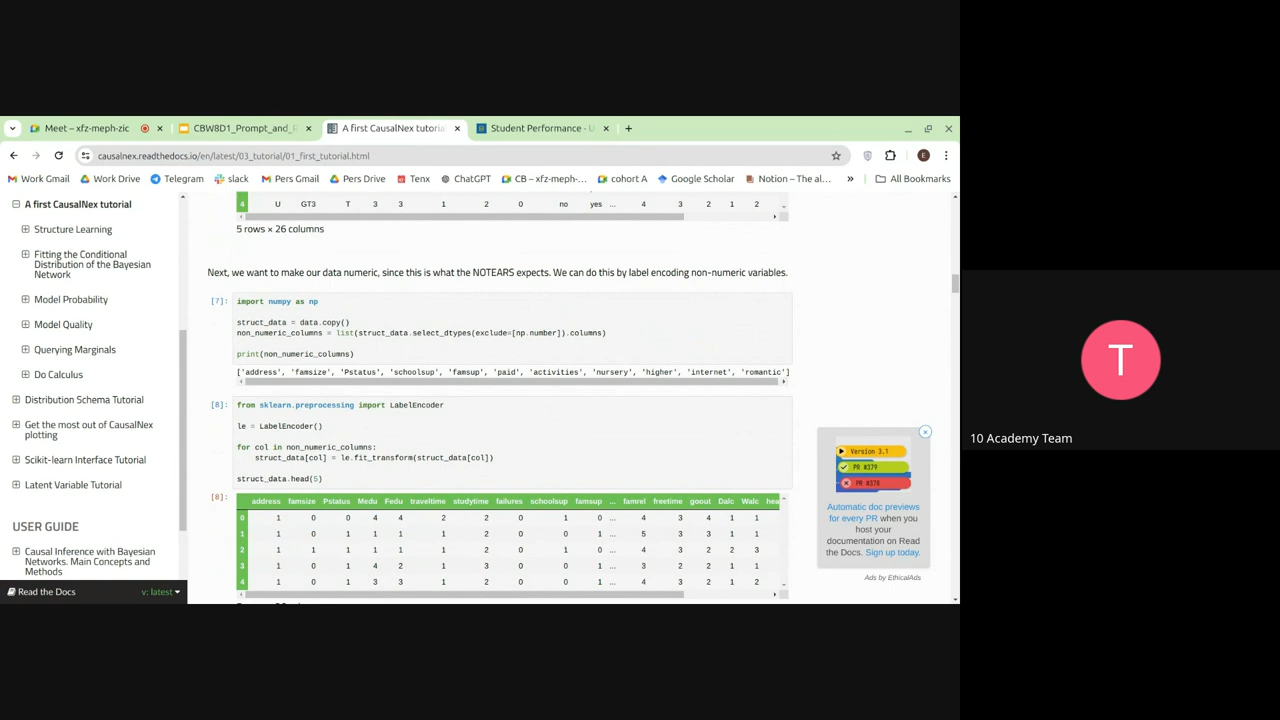 Meet – xfz-meph-zic
CBW8D1_Prompt_and_R
A first CausalNex tutoria
Student Performance - U
causalnex.readthedocs.io/en/latest/03_tutorial/01_first_tutorial.html
E
Work Gmail
Work Drive
Telegram
slack
Pers Gmail
Pers Drive
Tenx
ChatGPT
CB – xfz-meph-...
cohort A
Google Scholar
Notion – The al...
All Bookmarks
A first CausalNex tutorial
Structure Learning
Fitting the Conditional
Distribution of the Bayesian
Network
Model Probability
Model Quality
Querying Marginals
Do Calculus
Distribution Schema Tutorial
Get the most out of CausalNex
plotting
Scikit-learn Interface Tutorial
Latent Variable Tutorial
USER GUIDE
Causal Inference with Bayesian
Networks. Main Concepts and
Methods
Read the Docs v: latest
4 U GT3 T 3 3 1 2 0 no yes ... 4 3 2 1 2
5 rows × 26 columns
Next, we want to make our data numeric, since this is what the NOTEARS expects. We can do this by label encoding non-numeric variables.
[7]: import numpy as np
struct_data = data.copy()
non_numeric_columns = list(struct_data.select_dtypes(exclude=[np.number]).columns)
print(non_numeric_columns)
['address', 'famsize', 'Pstatus', 'schoolsup', 'famsup', 'paid', 'activities', 'nursery', 'higher', 'internet', 'romantic']
[8]: from sklearn.preprocessing import LabelEncoder
le = LabelEncoder()
for col in non_numeric_columns:
struct_data[col] = le.fit_transform(struct_data[col])
struct_data.head(5)
[8]: address famsize Pstatus Medu Fedu traveltime studytime failures schoolsup famsup ... famrel freetime goout Dalc Walc hea
0 1 0 0 4 4 2 2 0 1 0 ... 4 3 4 1 1
1 1 0 1 1 1 1 2 0 0 1 ... 5 3 3 1 1
2 1 1 1 1 1 1 2 0 1 0 ... 4 3 2 2 3
3 1 0 1 4 2 1 3 0 0 1 ... 3 2 2 1 1
4 1 0 1 3 3 1 2 0 0 1 ... 4 3 2 1 2
Version 3.1
PR #379
PR #378
Automatic doc previews
for every PR when you
host your
documentation on Read
the Docs. Sign up today.
Ads by EthicalAds
T
10 Academy Team